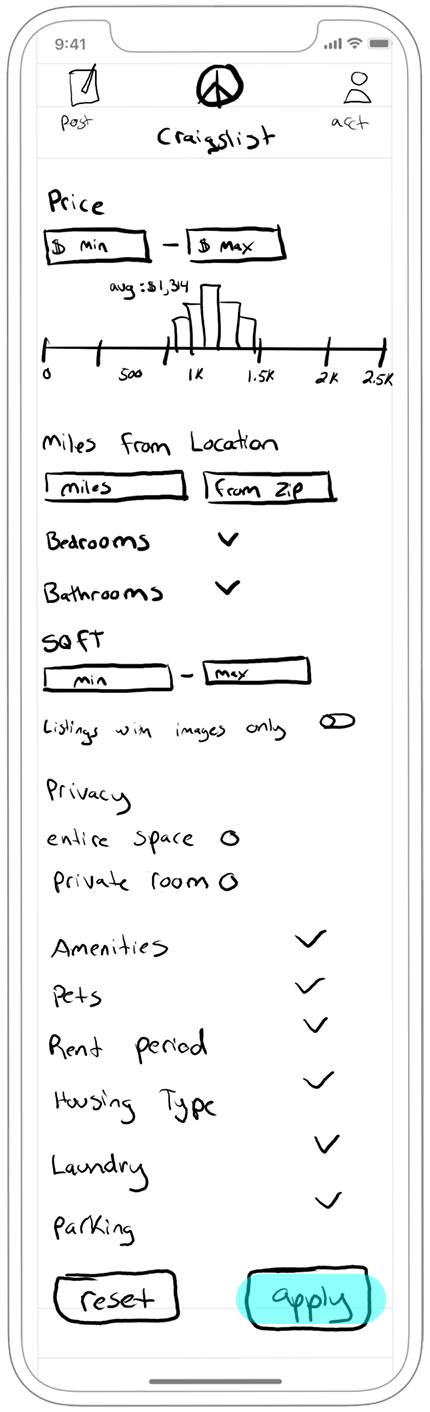 9:41
Post
acct
Craigslist
Price
$ min – $ max
avg: $1,314
0 500 1K 1.5K 2K 2.5K
Miles from Location
miles from zip
Bedrooms
Bathrooms
SQFT
min – max
Listings with images only
Privacy
entire space
private room
Amenities
Pets
Rent period
Housing Type
Laundry
parking
reset apply